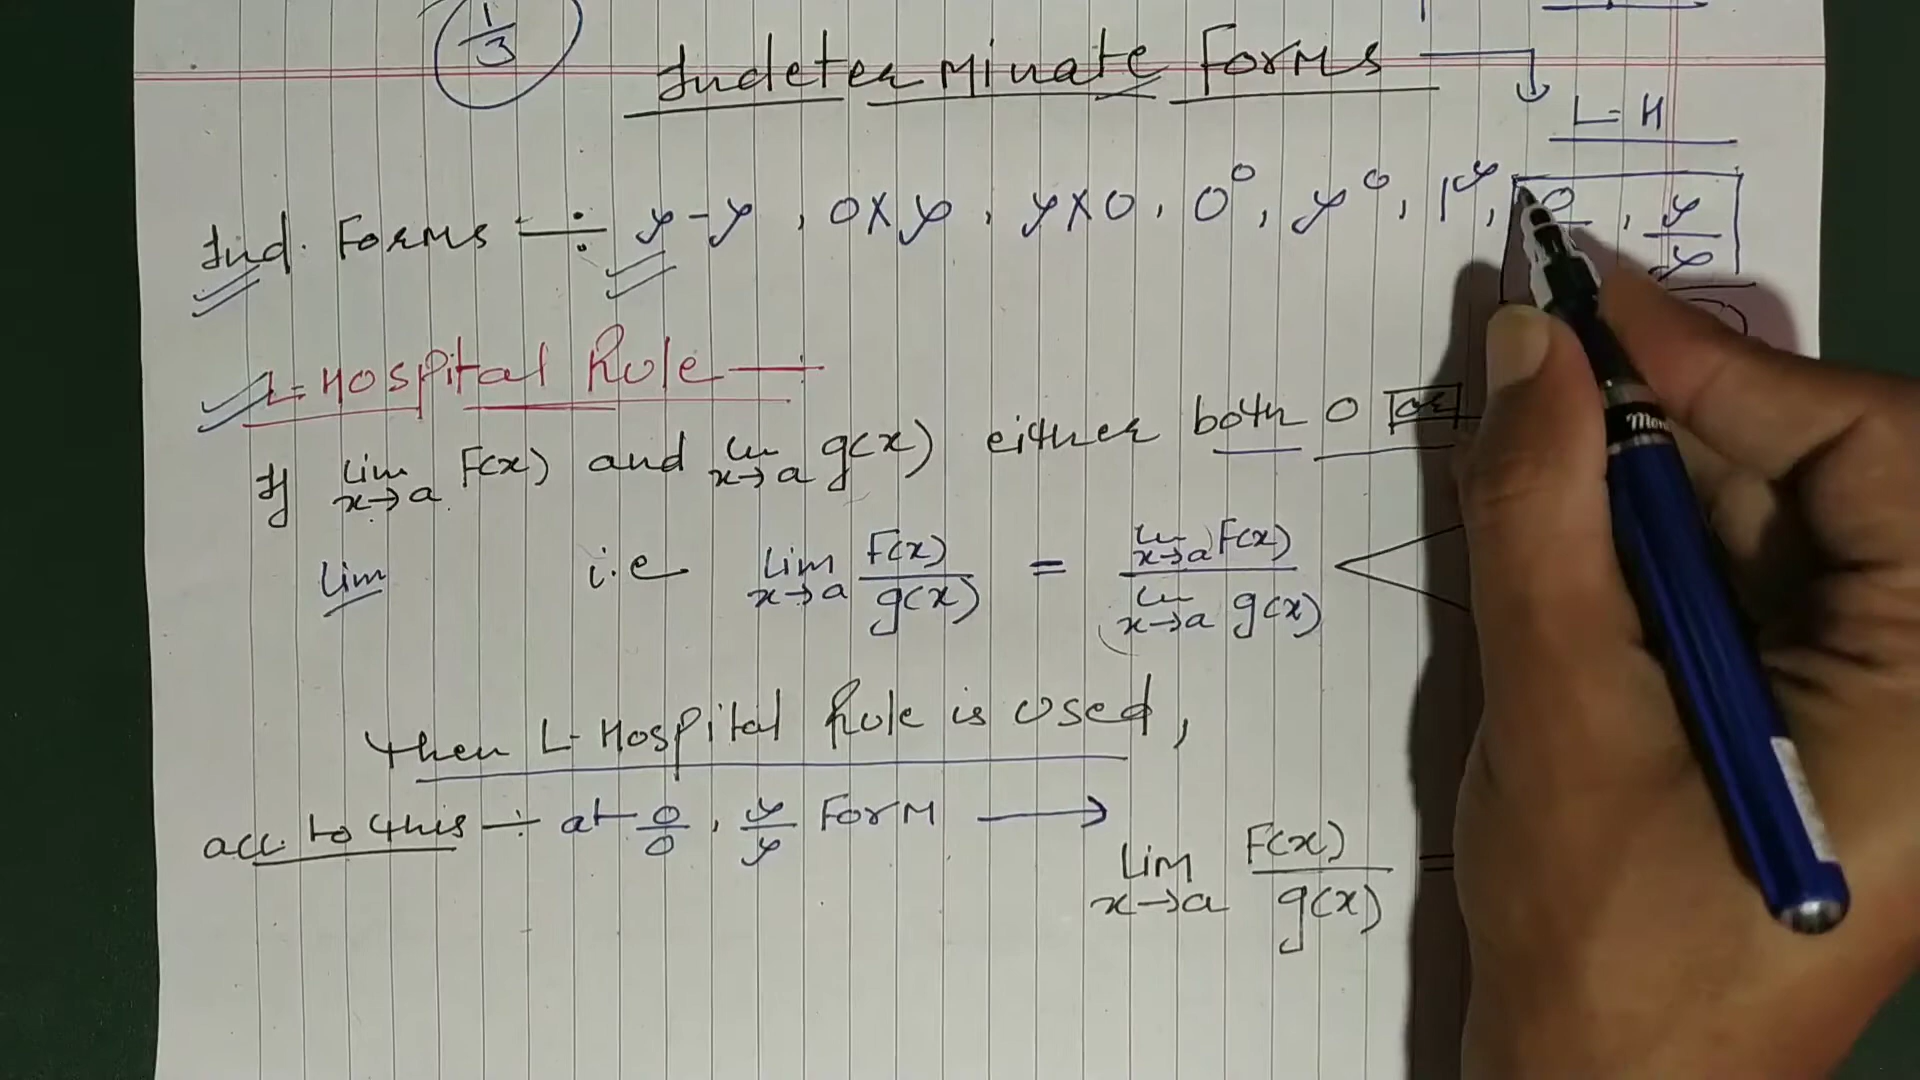 1/3
Indeterminate Forms
L-H
Ind. Forms ÷ ∞-∞, 0×∞, ∞×0, 0⁰, ∞⁰, 1^∞, 0, ∞/∞
L-Hospital Rule
If lim x→a F(x) and lim x→a g(x) either both 0 or
Lim i.e Lim x→a F(x)/g(x) = lim x→a F(x) / lim x→a g(x)
then L-Hospital Rule is used,
acc. to this ÷ at 0/0, ∞/∞ Form →
Lim x→a F(x)/g(x) =
Mon